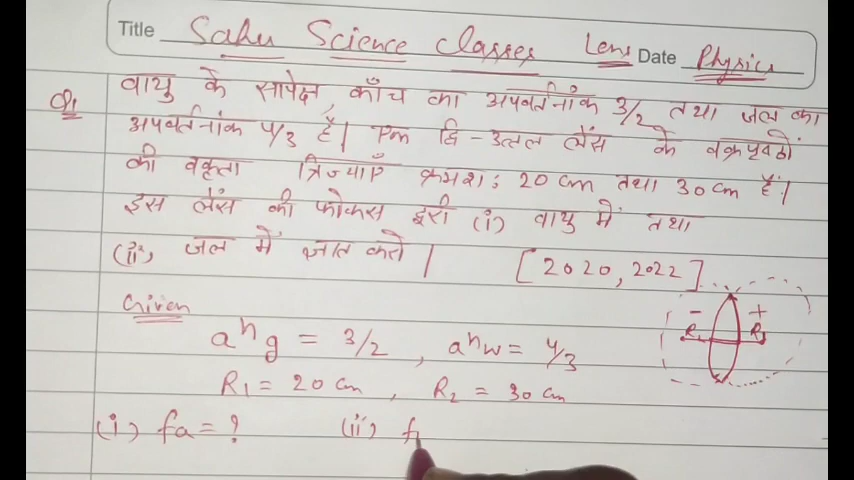 Title Sahu Science Classes Lens Date Physics
Q1 वायु के सापेक्ष, काँच का अपवर्तनांक 3/2 तथा जल का
अपवर्तनांक 4/3 है। एक द्वि-उत्तल लेंस के वक्रपृष्ठों
की वक्रता त्रिज्याएँ क्रमशः 20 cm तथा 30 cm हैं।
इस लेंस की फोकस दूरी (i) वायु में तथा
(ii) जल में ज्ञात करो। [2020, 2022]
Given
ang = 3/2, anw = 4/3
- +
R2 R1
R1 = 20 cm, R2 = 30 cm
(i) fa = ? (ii) f